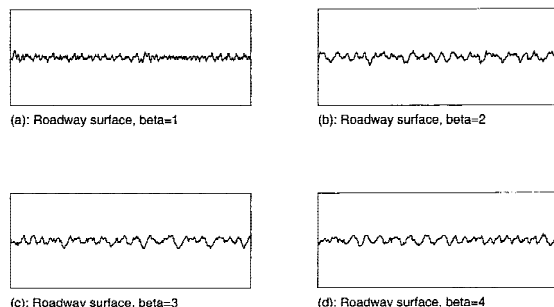 (a): Roadway surface, beta=1
(b): Roadway surface, beta=2
(c): Roadway surface, beta=3
(d): Roadway surface, beta=4